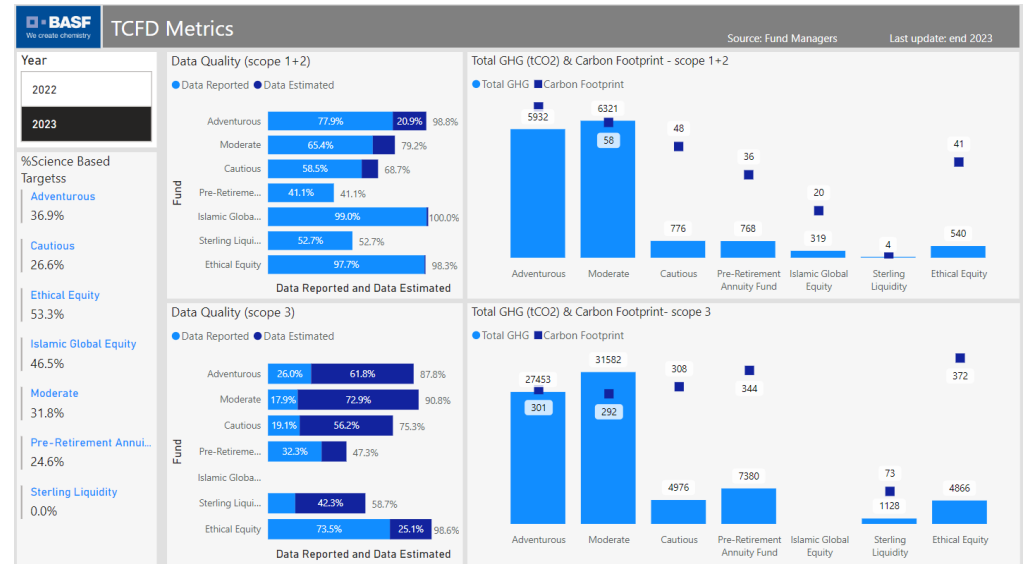 BASF
We create chemistry
TCFD Metrics
Source: Fund Managers
Last update: end 2023
Year
2022
2023
%Science Based
Targetss
Adventurous
36.9%
Cautious
26.6%
Ethical Equity
53.3%
Islamic Global Equity
46.5%
Moderate
31.8%
Pre-Retirement Annui...
24.6%
Sterling Liquidity
0.0%
Data Quality (scope 1+2)
Data Reported Data Estimated
Fund
Adventurous 77.9% 20.9% 98.8%
Moderate 65.4% 79.2%
Cautious 58.5% 68.7%
Pre-Retireme... 41.1% 41.1%
Islamic Globa... 99.0% 100.0%
Sterling Liqui... 52.7% 52.7%
Ethical Equity 97.7% 98.3%
Data Reported and Data Estimated
Total GHG (tCO2) & Carbon Footprint - scope 1+2
Total GHG Carbon Footprint
5932 6321 58 776 48 768 36 319 20 4 540 41
Adventurous Moderate Cautious Pre-Retirement Islamic Global Sterling Ethical Equity
Annuity Fund Equity Liquidity
Data Quality (scope 3)
Data Reported Data Estimated
Fund
Adventurous 26.0% 61.8% 87.8%
Moderate 17.9% 72.9% 90.8%
Cautious 19.1% 56.2% 75.3%
Pre-Retireme... 32.3% 47.3%
Islamic Globa...
Sterling Liqui... 42.3% 58.7%
Ethical Equity 73.5% 25.1% 98.6%
Data Reported and Data Estimated
Total GHG (tCO2) & Carbon Footprint- scope 3
Total GHG Carbon Footprint
27453 301 31582 292 308 4976 344 7380 73 1128 372 4866
Adventurous Moderate Cautious Pre-Retirement Islamic Global Sterling Ethical Equity
Annuity Fund Equity Liquidity